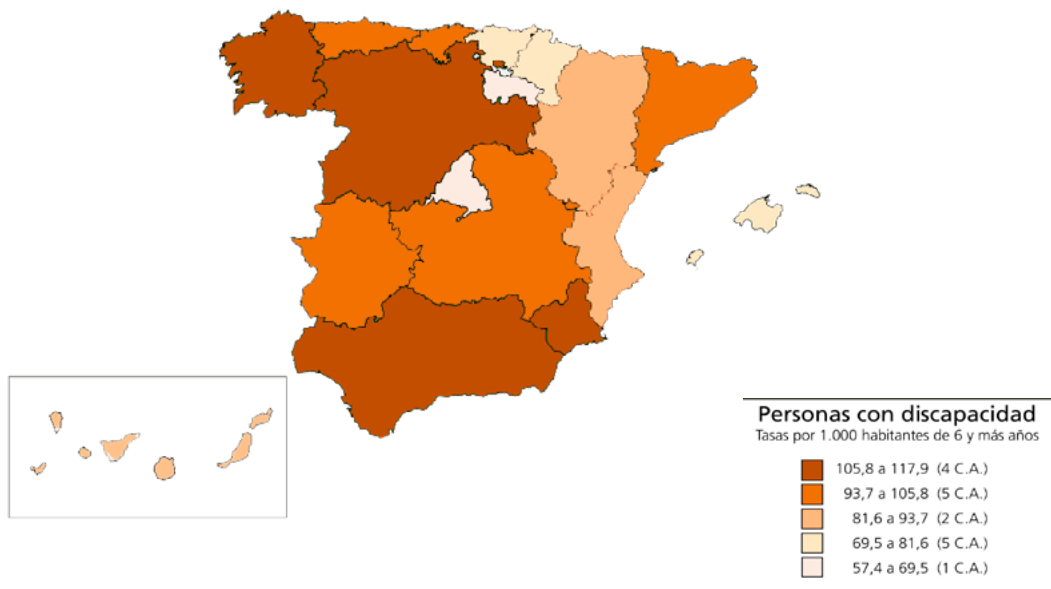 Personas con discapacidad
Tasas por 1.000 habitantes de 6 y más años
105,8 a 117,9 (4 C.A.)
93,7 a 105,8 (5 C.A.)
81,6 a 93,7 (2 C.A.)
69,5 a 81,6 (5 C.A.)
57,4 a 69,5 (1 C.A.)